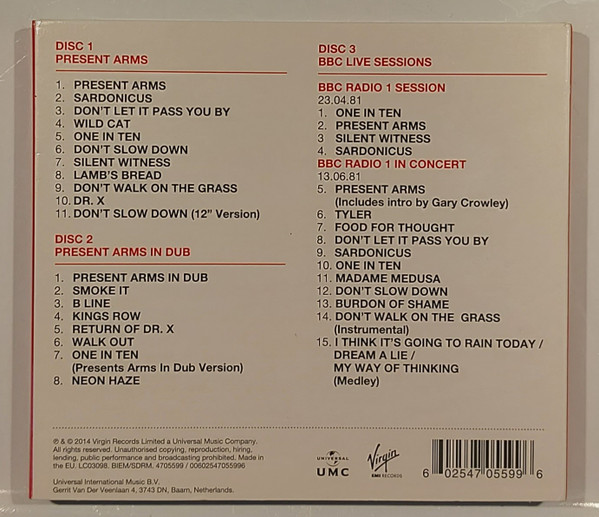 DISC 1
PRESENT ARMS
1. PRESENT ARMS
2. SARDONICUS
3. DON'T LET IT PASS YOU BY
4. WILD CAT
5. ONE IN TEN
6. DON'T SLOW DOWN
7. SILENT WITNESS
8. LAMB'S BREAD
9. DON'T WALK ON THE GRASS
10. DR. X
11. DON'T SLOW DOWN (12" Version)
DISC 2
PRESENT ARMS IN DUB
1. PRESENT ARMS IN DUB
2. SMOKE IT
3. B LINE
4. KINGS ROW
5. RETURN OF DR. X
6. WALK OUT
7. ONE IN TEN
(Presents Arms In Dub Version)
8. NEON HAZE
DISC 3
BBC LIVE SESSIONS
BBC RADIO 1 SESSION
23.04.81
1. ONE IN TEN
2. PRESENT ARMS
3 SILENT WITNESS
4. SARDONICUS
BBC RADIO 1 IN CONCERT
13.06.81
5. PRESENT ARMS
(Includes intro by Gary Crowley)
6. TYLER
7. FOOD FOR THOUGHT
8. DON'T LET IT PASS YOU BY
9. SARDONICUS
10. ONE IN TEN
11. MADAME MEDUSA
12. DON'T SLOW DOWN
13. BURDON OF SHAME
14. DON'T WALK ON THE GRASS
(Instrumental)
15. I THINK IT'S GOING TO RAIN TODAY /
DREAM A LIE /
MY WAY OF THINKING
(Medley)
℗ & © 2014 Virgin Records Limited a Universal Music Company.
All rights reserved. Unauthorised copying, reproduction, hiring,
lending, public performance and broadcasting prohibited. Made in
the EU. LC03098. BIEM/SDRM. 4705599 / 00602547055996
Universal International Music B.V.
Gerrit Van Der Veenlaan 4, 3743 DN, Baarn, Netherlands.
UNIVERSAL
UMC
Virgin
EMI RECORDS
6 02547 05599 6